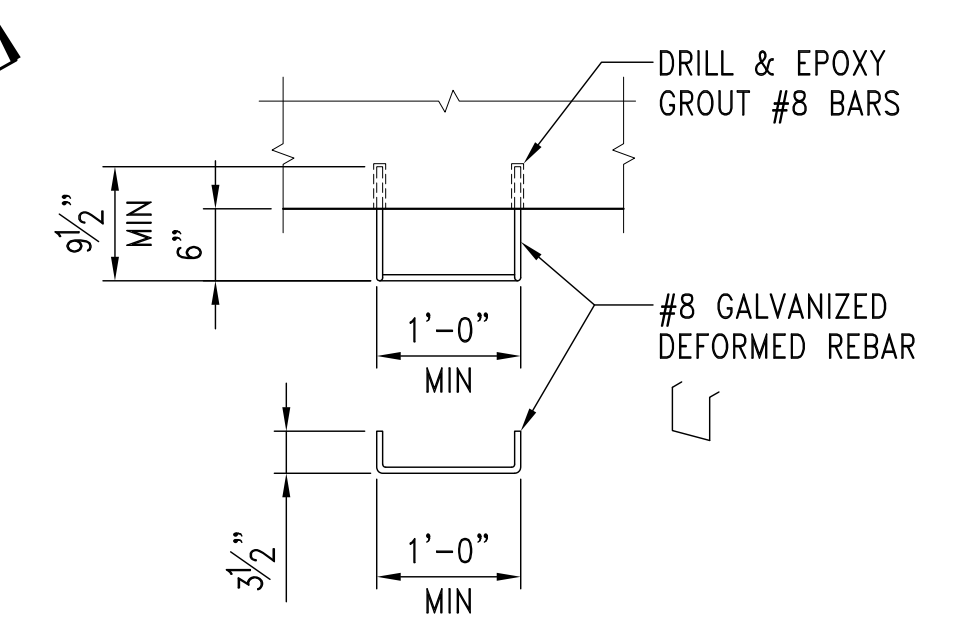 DRILL & EPOXY
GROUT #8 BARS
9½"
MIN
6"
#8 GALVANIZED
DEFORMED REBAR
1'-0"
MIN
3½"
1'-0"
MIN